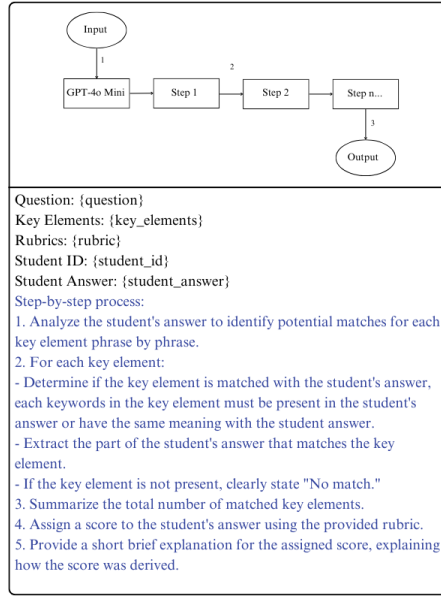 Input
1
2
GPT-4o Mini
Step 1
Step 2
Step n...
3
Output
Question: {question}
Key Elements: {key_elements}
Rubrics: {rubric}
Student ID: {student_id}
Student Answer: {student_answer}
Step-by-step process:
1. Analyze the student's answer to identify potential matches for each
key element phrase by phrase.
2. For each key element:
- Determine if the key element is matched with the student's answer,
each keywords in the key element must be present in the student's
answer or have the same meaning with the student answer.
- Extract the part of the student's answer that matches the key
element.
- If the key element is not present, clearly state "No match."
3. Summarize the total number of matched key elements.
4. Assign a score to the student's answer using the provided rubric.
5. Provide a short brief explanation for the assigned score, explaining
how the score was derived.